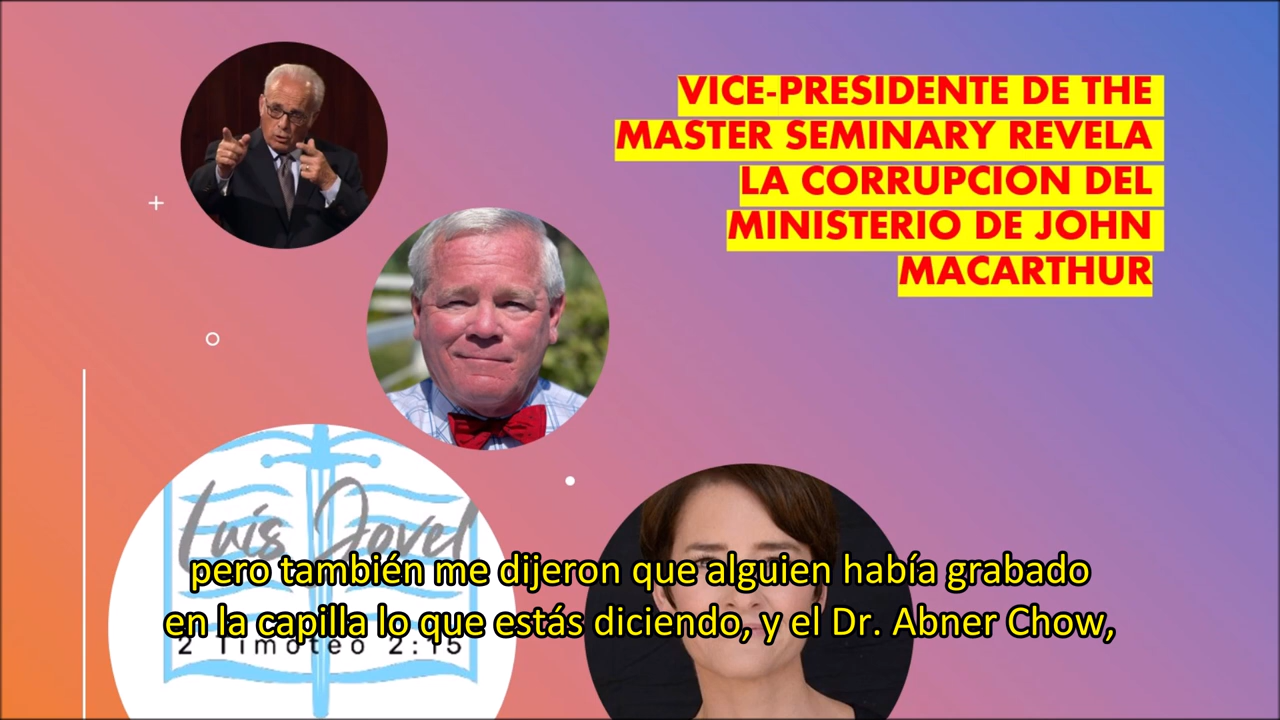 VICE-PRESIDENTE DE THE
MASTER SEMINARY REVELA
LA CORRUPCION DEL
MINISTERIO DE JOHN
MACARTHUR
Luis Jovel
pero también me dijeron que alguien había grabado
en la capilla lo que estás diciendo, y el Dr. Abner Chow,
2 Timoteo 2:15